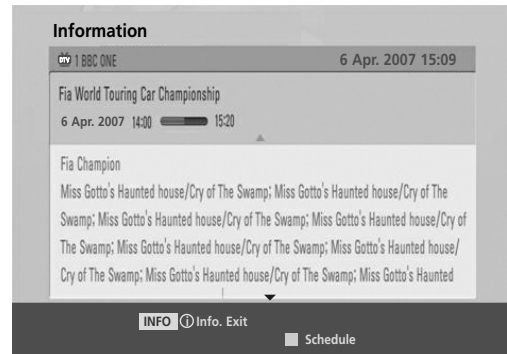 Information
DTV 1 BBC ONE 6 Apr. 2007 15:09
Fia World Touring Car Championship
6 Apr. 2007 14:00 15:20
Fia Champion
Miss Gotto's Haunted house/Cry of The Swamp; Miss Gotto's Haunted house/Cry of The
Swamp; Miss Gotto's Haunted house/Cry of The Swamp; Miss Gotto's Haunted house/Cry of
The Swamp; Miss Gotto's Haunted house/Cry of The Swamp; Miss Gotto's Haunted house/
Cry of The Swamp; Miss Gotto's Haunted house/Cry of The Swamp; Miss Gotto's Haunted
INFO ⓘ Info. Exit
Schedule